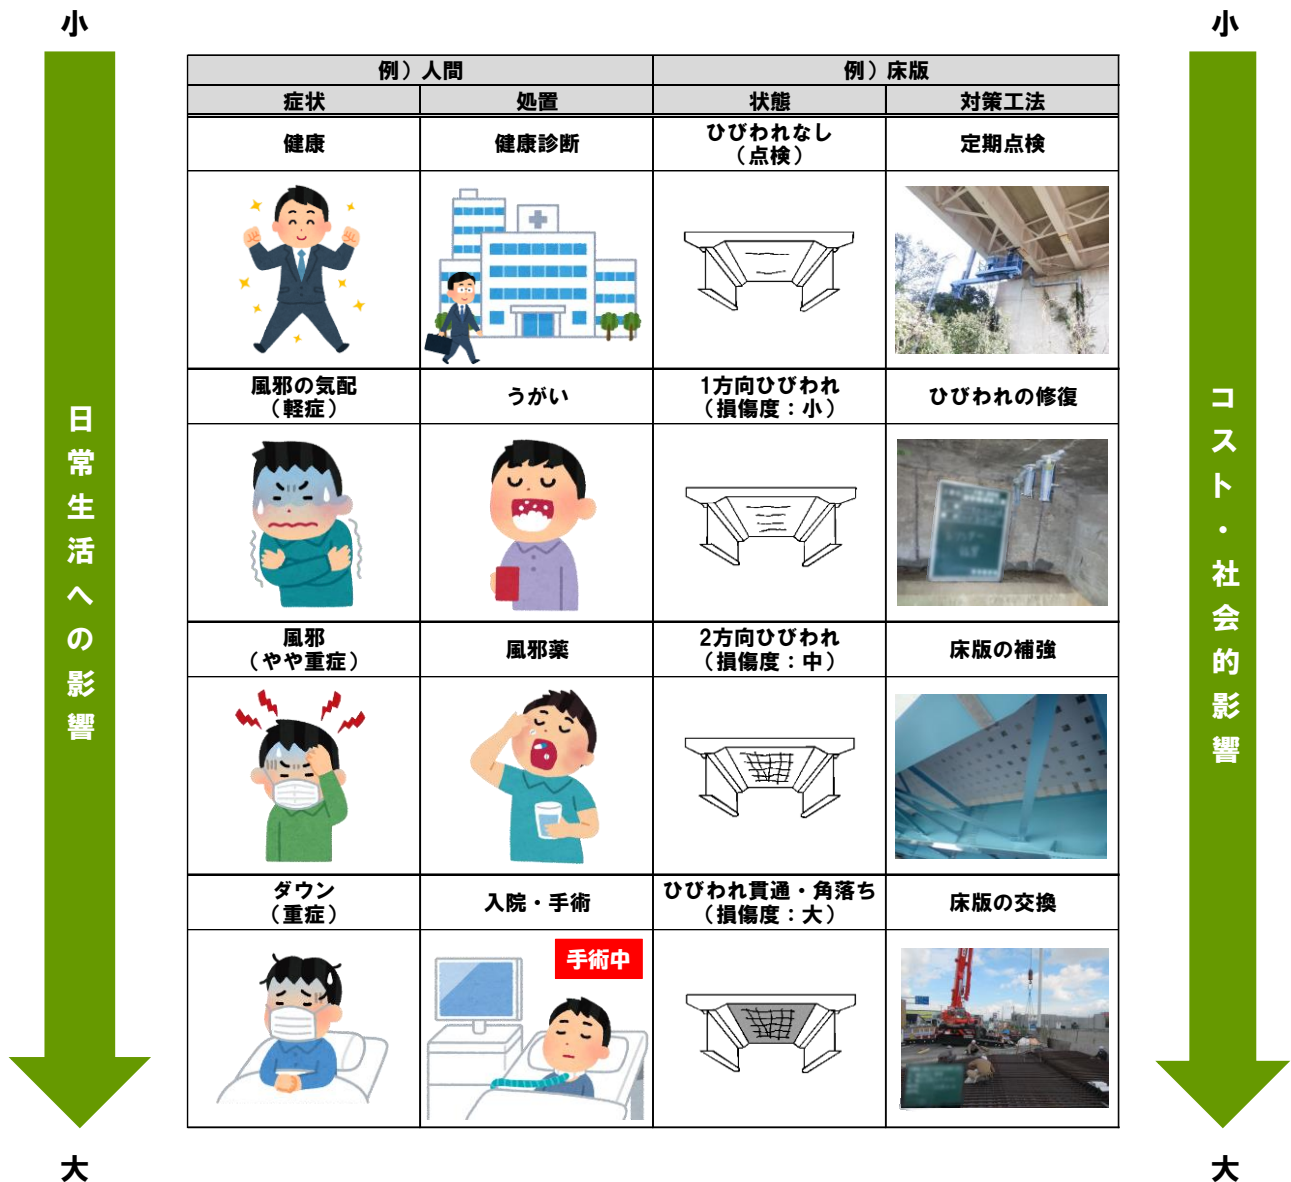 小
小
例）人間
例）床版
症状
処置
状態
対策工法
健康
健康診断
ひびわれなし
（点検）
定期点検
風邪の気配
（軽症）
うがい
1方向ひびわれ
（損傷度：小）
ひびわれの修復
風邪
（やや重症）
風邪薬
2方向ひびわれ
（損傷度：中）
床版の補強
ダウン
（重症）
入院・手術
ひびわれ貫通・角落ち
（損傷度：大）
床版の交換
手術中
日常生活への影響
コスト・社会的影響
大
大